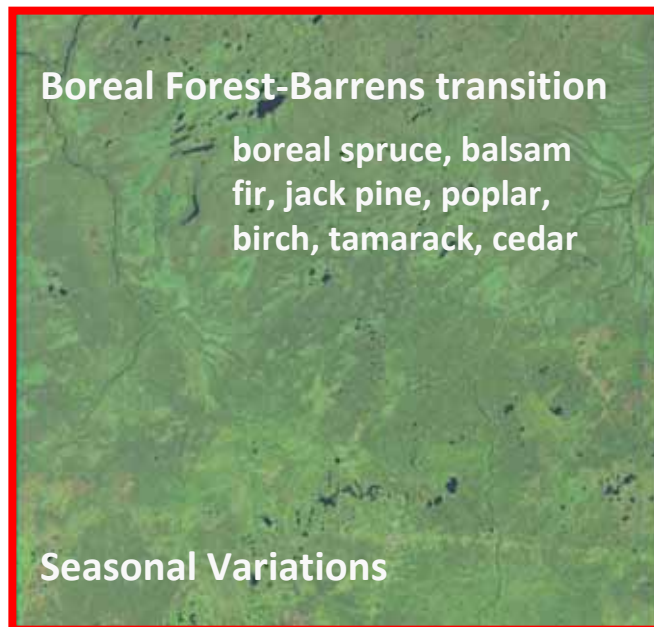 Boreal Forest-Barrens transition
boreal spruce, balsam
fir, jack pine, poplar,
birch, tamarack, cedar
Seasonal Variations